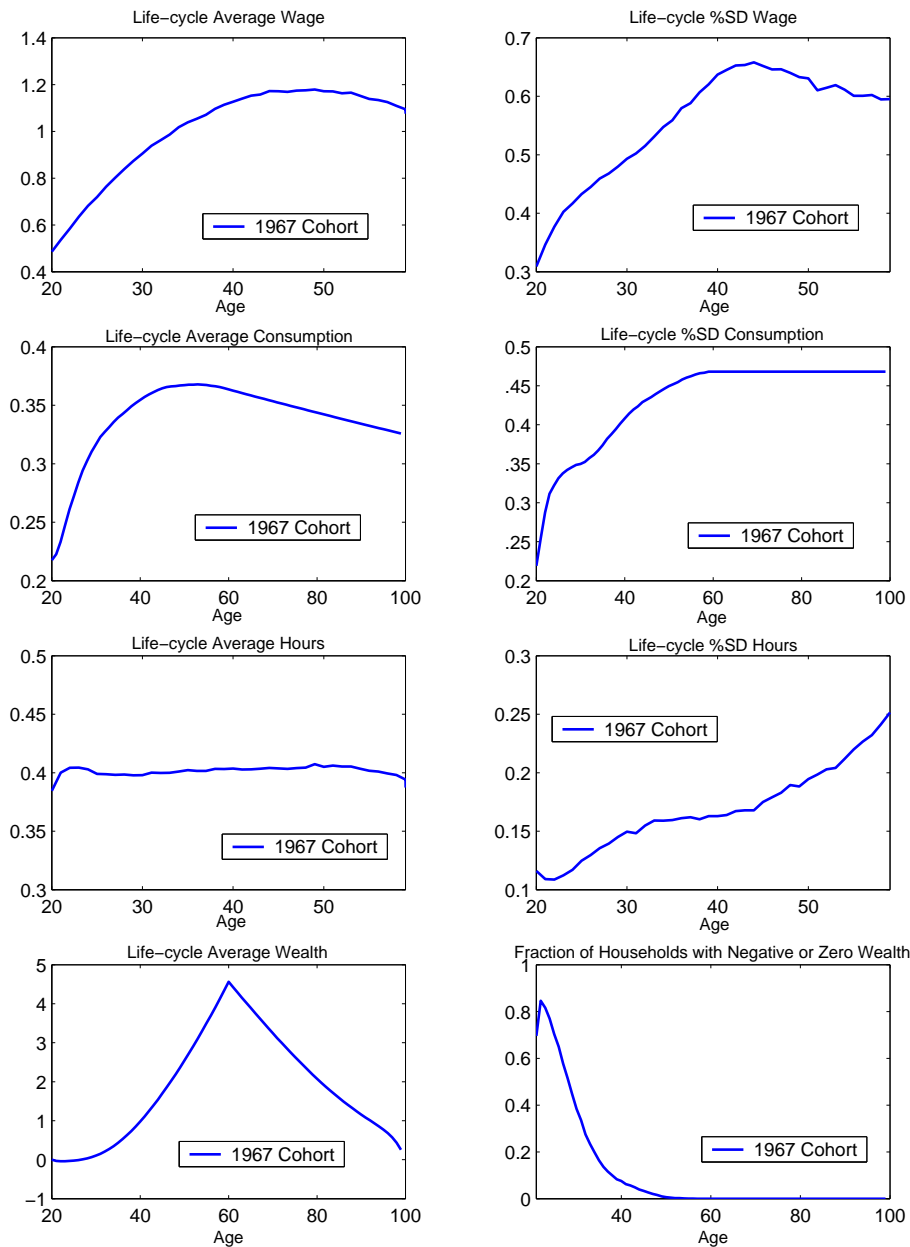 Life-cycle Average Wage
1.4
1.2
1
0.8
0.6
0.4
1967 Cohort
20 30 40 50
Age
Life-cycle %SD Wage
0.7
0.6
0.5
0.4
0.3
1967 Cohort
20 30 40 50
Age
Life-cycle Average Consumption
0.4
0.35
0.3
0.25
0.2
1967 Cohort
20 40 60 80 100
Age
Life-cycle %SD Consumption
0.5
.45
0.4
.35
0.3
.25
0.2
1967 Cohort
20 40 60 80 100
Age
Life-cycle Average Hours
0.5
0.45
0.4
0.35
0.3
1967 Cohort
20 30 40 50
Age
Life-cycle %SD Hours
0.3
0.25
0.2
0.15
0.1
1967 Cohort
20 30 40 50
Age
Life-cycle Average Wealth
5
4
3
2
1
0
−1
1967 Cohort
20 40 60 80 100
Age
Fraction of Households with Negative or Zero Wealth
1
0.8
0.6
0.4
0.2
0
1967 Cohort
40 60 80 100
Age